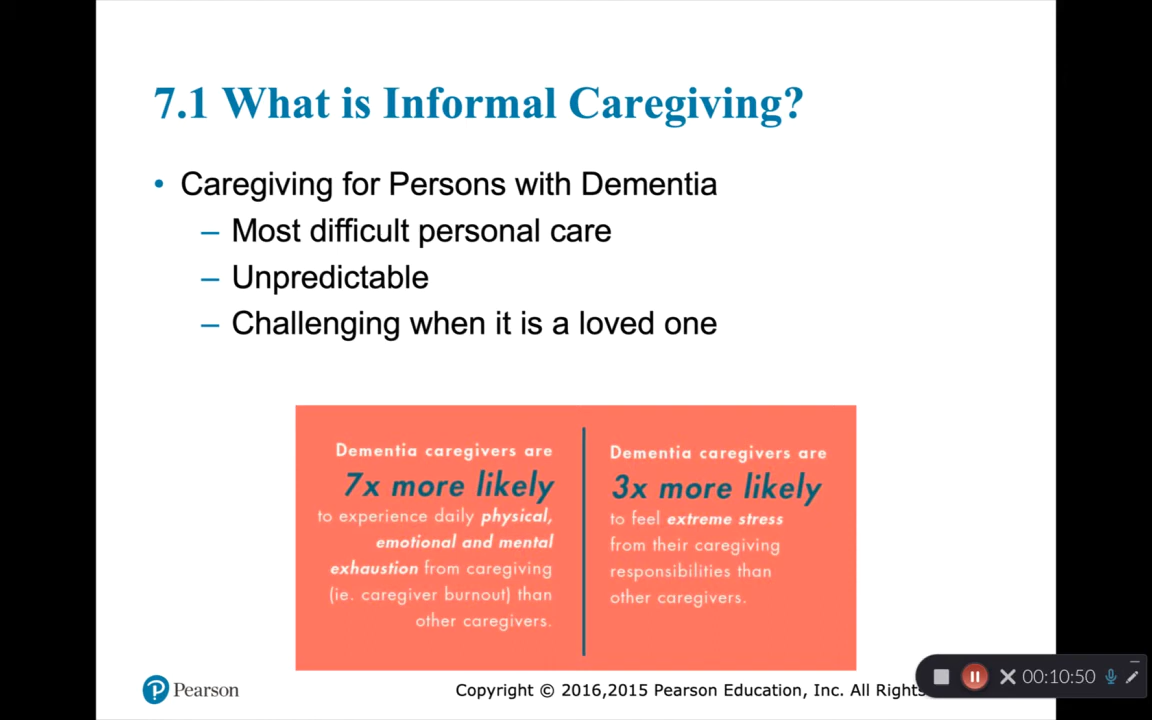 7.1 What is Informal Caregiving?
• Caregiving for Persons with Dementia
– Most difficult personal care
– Unpredictable
– Challenging when it is a loved one
Dementia caregivers are
7x more likely
to experience daily physical,
emotional and mental
exhaustion from caregiving
(ie. caregiver burnout) than
other caregivers.
Dementia caregivers are
3x more likely
to feel extreme stress
from their caregiving
responsibilities than
other caregivers.
Pearson
Copyright © 2016,2015 Pearson Education, Inc. All Rights
00:10:50